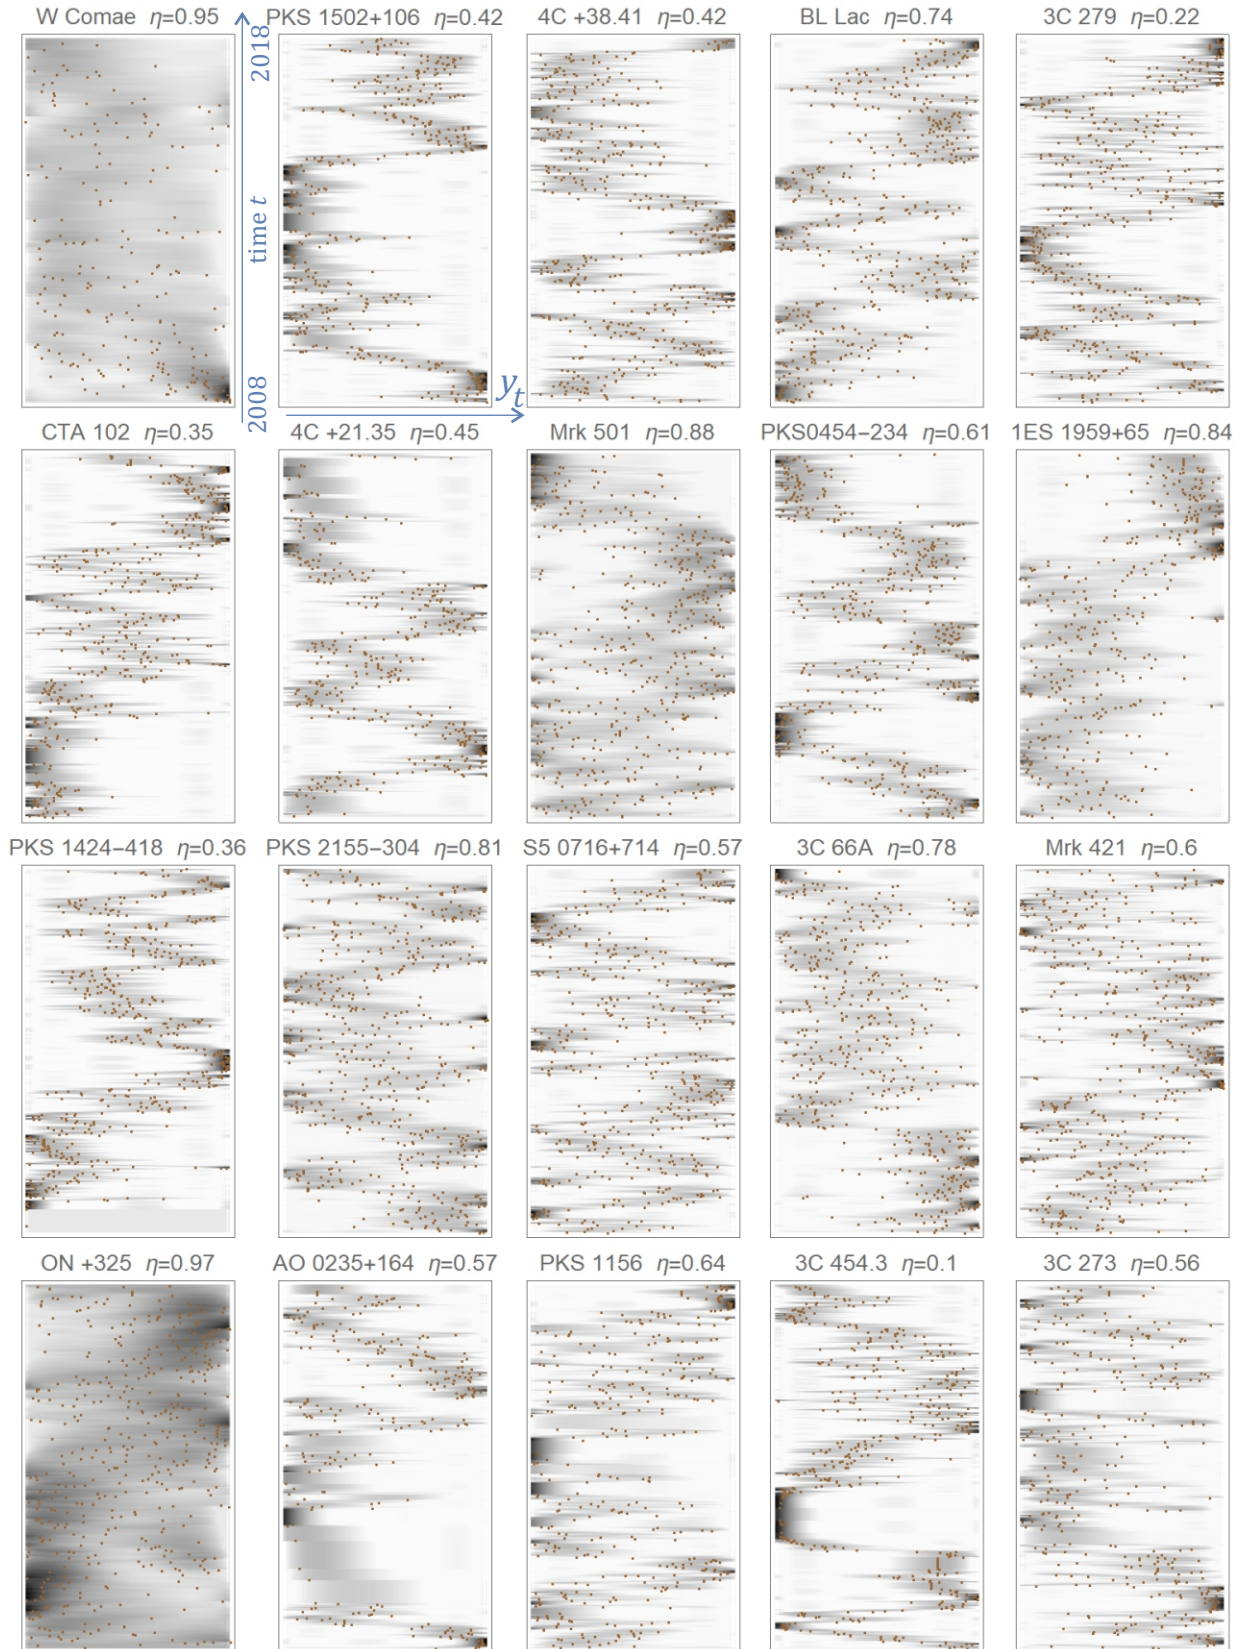 W Comae η=0.95
PKS 1502+106 η=0.42
4C +38.41 η=0.42
BL Lac η=0.74
3C 279 η=0.22
2018
time t
2008
yt
CTA 102 η=0.35
4C +21.35 η=0.45
Mrk 501 η=0.88
PKS0454−234 η=0.61
1ES 1959+65 η=0.84
PKS 1424−418 η=0.36
PKS 2155−304 η=0.81
S5 0716+714 η=0.57
3C 66A η=0.78
Mrk 421 η=0.6
ON +325 η=0.97
AO 0235+164 η=0.57
PKS 1156 η=0.64
3C 454.3 η=0.1
3C 273 η=0.56